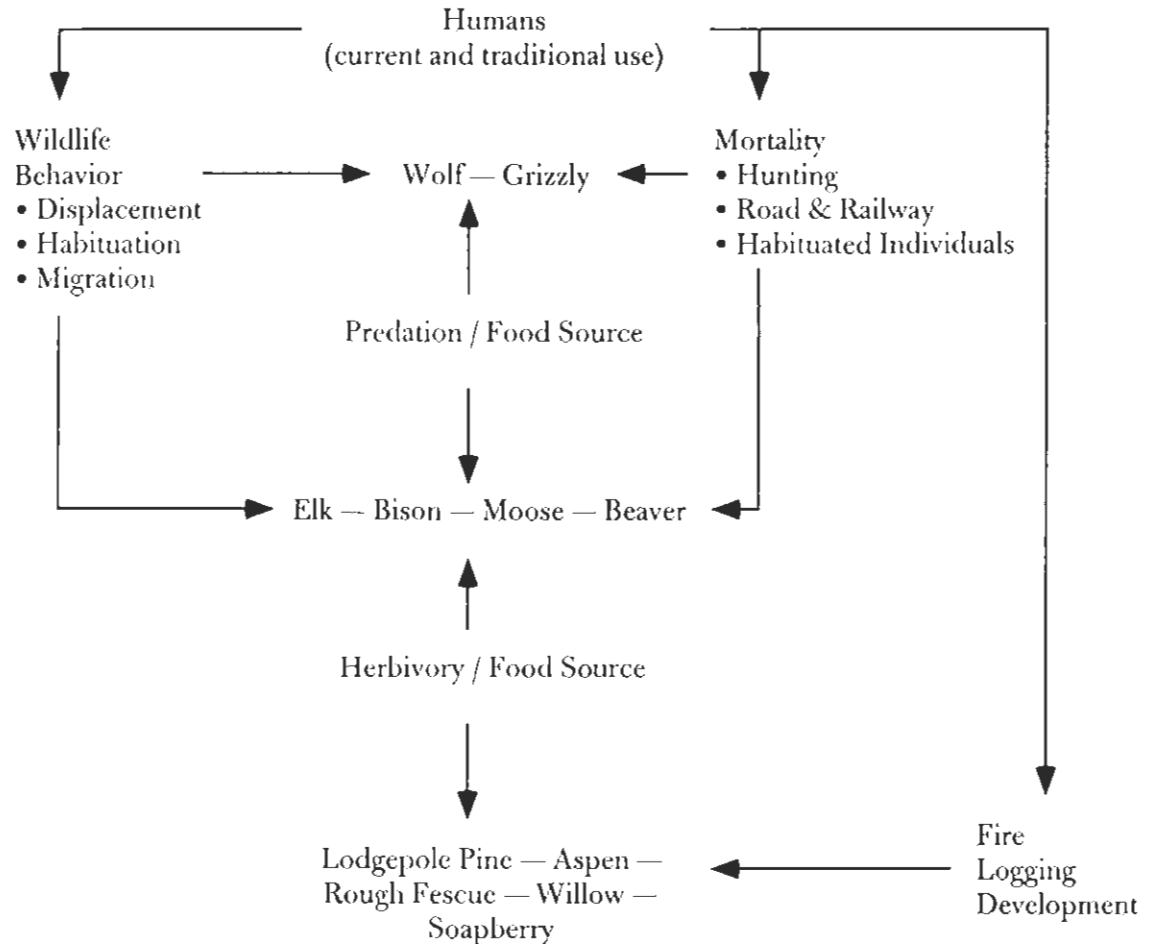 Humans
(current and traditional use)
Wildlife
Behavior
• Displacement
• Habituation
• Migration
Wolf — Grizzly
Mortality
• Hunting
• Road & Railway
• Habituated Individuals
Predation / Food Source
Elk — Bison — Moose — Beaver
Herbivory / Food Source
Lodgepole Pine — Aspen —
Rough Fescue — Willow —
Soapberry
Fire
Logging
Development